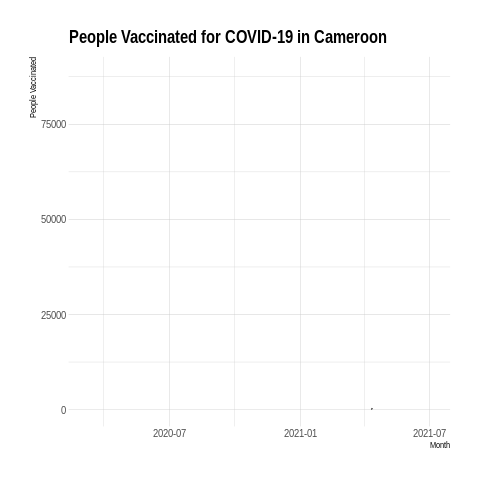 People Vaccinated for COVID-19 in Cameroon
People Vaccinated
75000
50000
25000
0
2020-07 2021-01 2021-07
Month